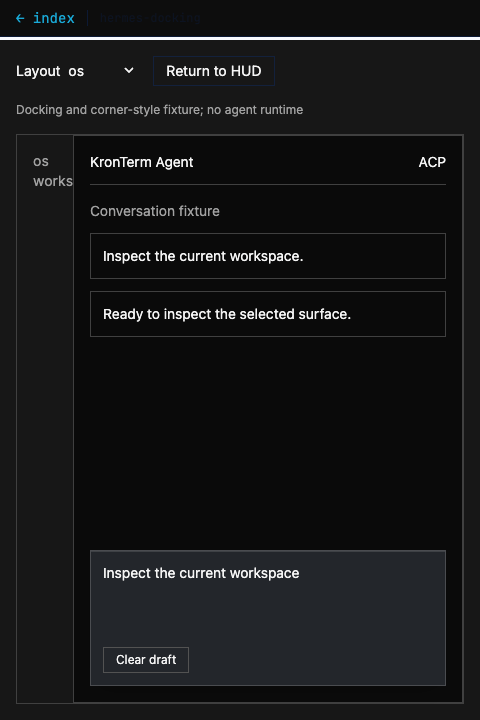 ← index
Layout os
Return to HUD
Docking and corner-style fixture; no agent runtime
os
works
KronTerm Agent
ACP
Conversation fixture
Inspect the current workspace.
Ready to inspect the selected surface.
Inspect the current workspace
Clear draft